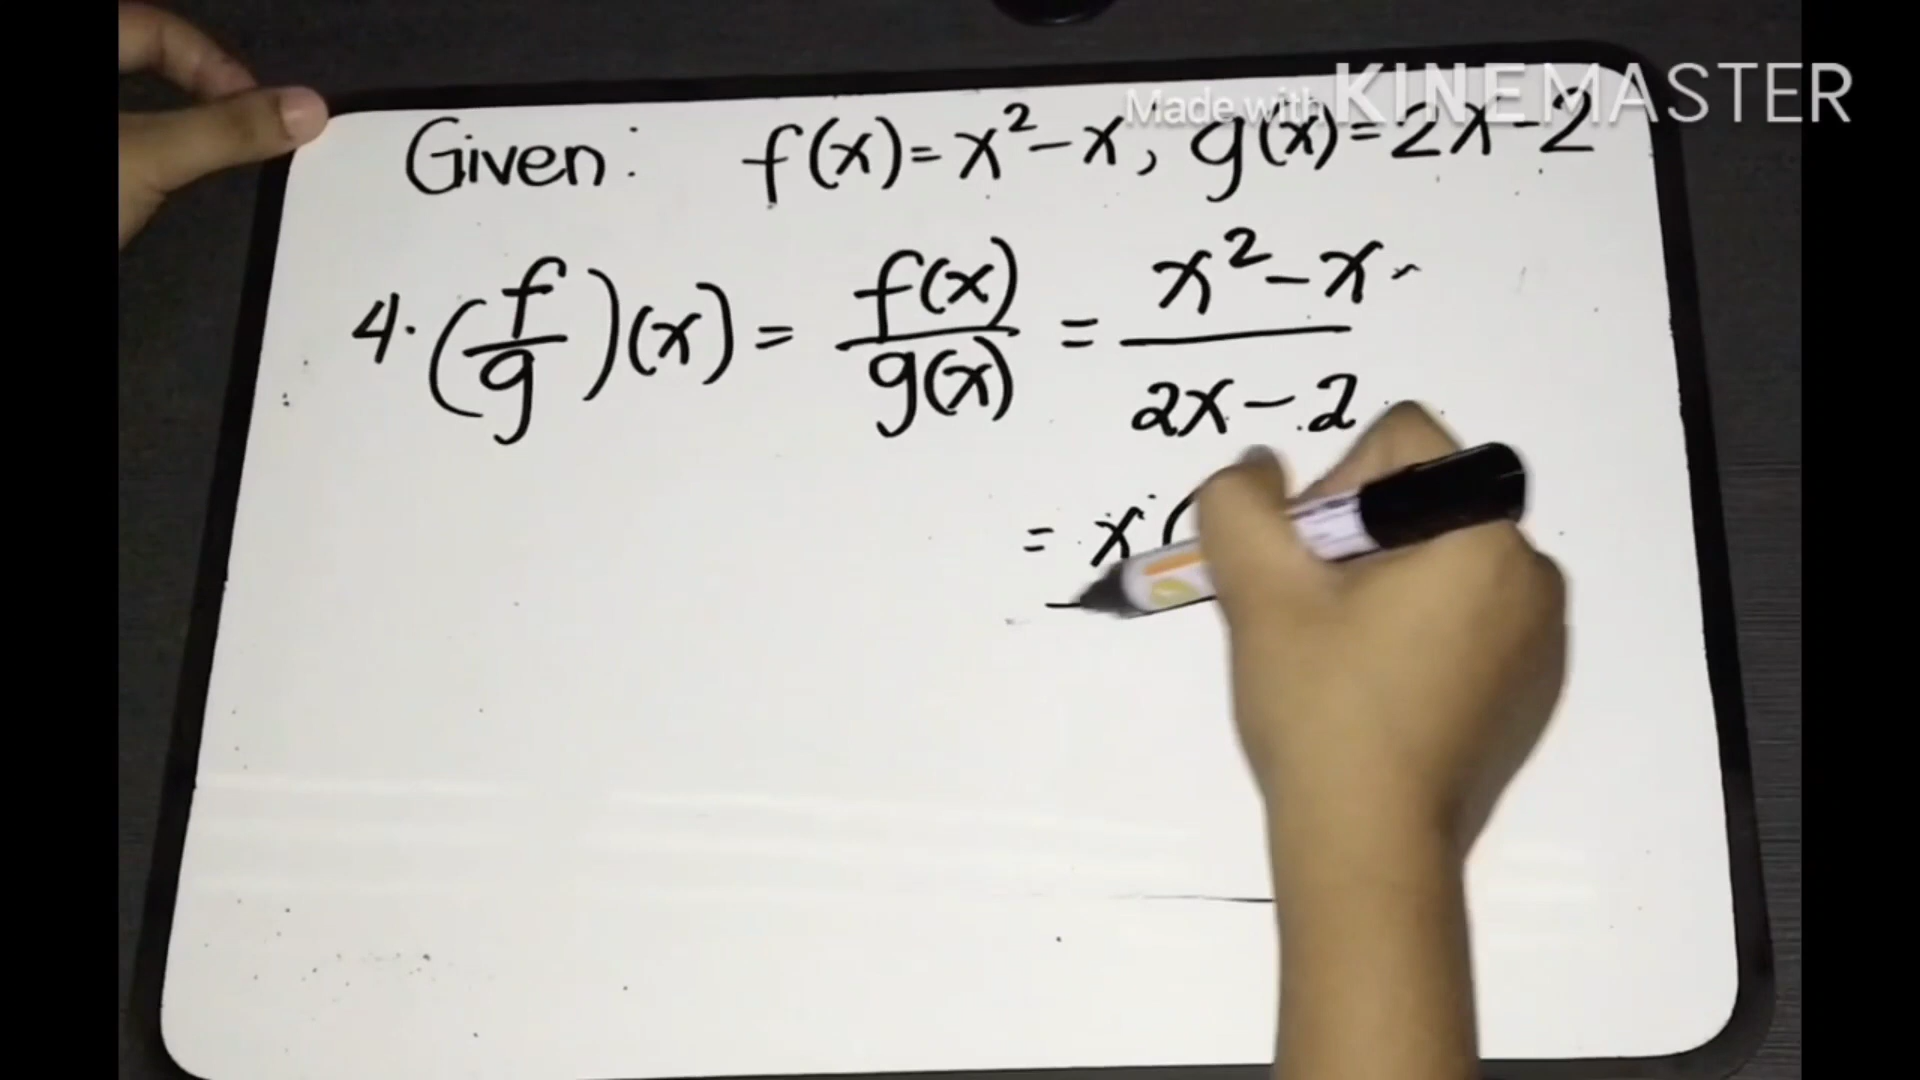 Made with KINEMASTER
Given: f(x)=x²-x; g(x)=2x-2
4. (f/g)(x) = f(x)/g(x) = x²-x/2x-2
= x(